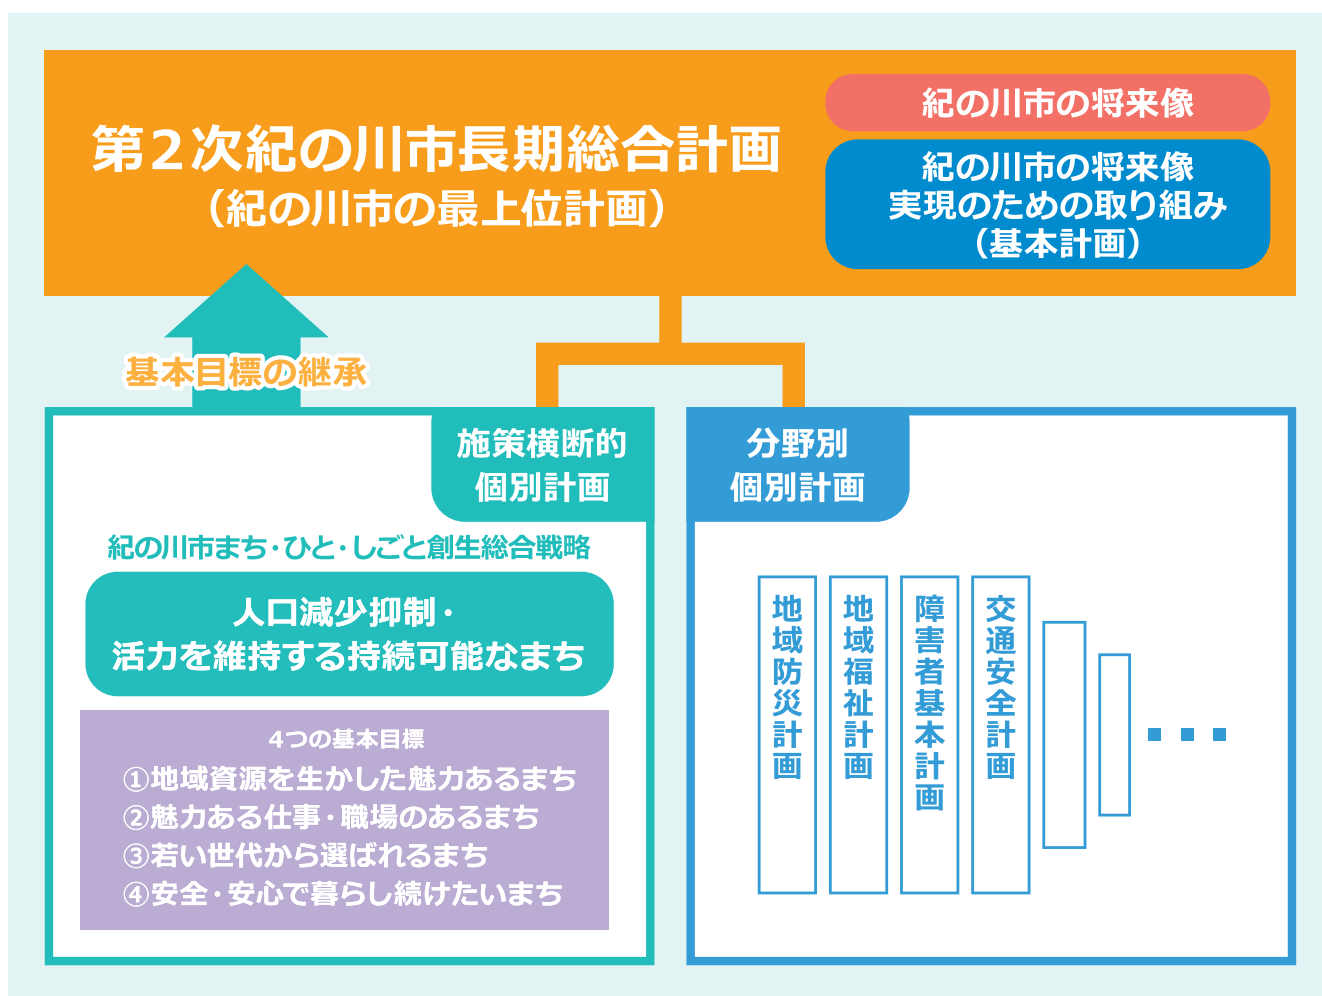 第２次紀の川市長期総合計画
（紀の川市の最上位計画）
紀の川市の将来像
紀の川市の将来像
実現のための取り組み
（基本計画）
基本目標の継承
施策横断的
個別計画
紀の川市まち・ひと・しごと創生総合戦略
人口減少抑制・
活力を維持する持続可能なまち
4つの基本目標
①地域資源を生かした魅力あるまち
②魅力ある仕事・職場のあるまち
③若い世代から選ばれるまち
④安全・安心で暮らし続けたいまち
分野別
個別計画
地域防災計画
地域福祉計画
障害者基本計画
交通安全計画